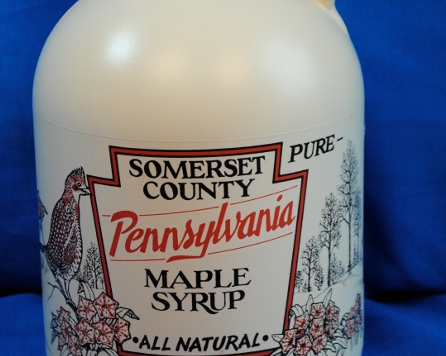 PURE-
SOMERSET
COUNTY
Pennsylvania
MAPLE
SYRUP
•ALL NATURAL•